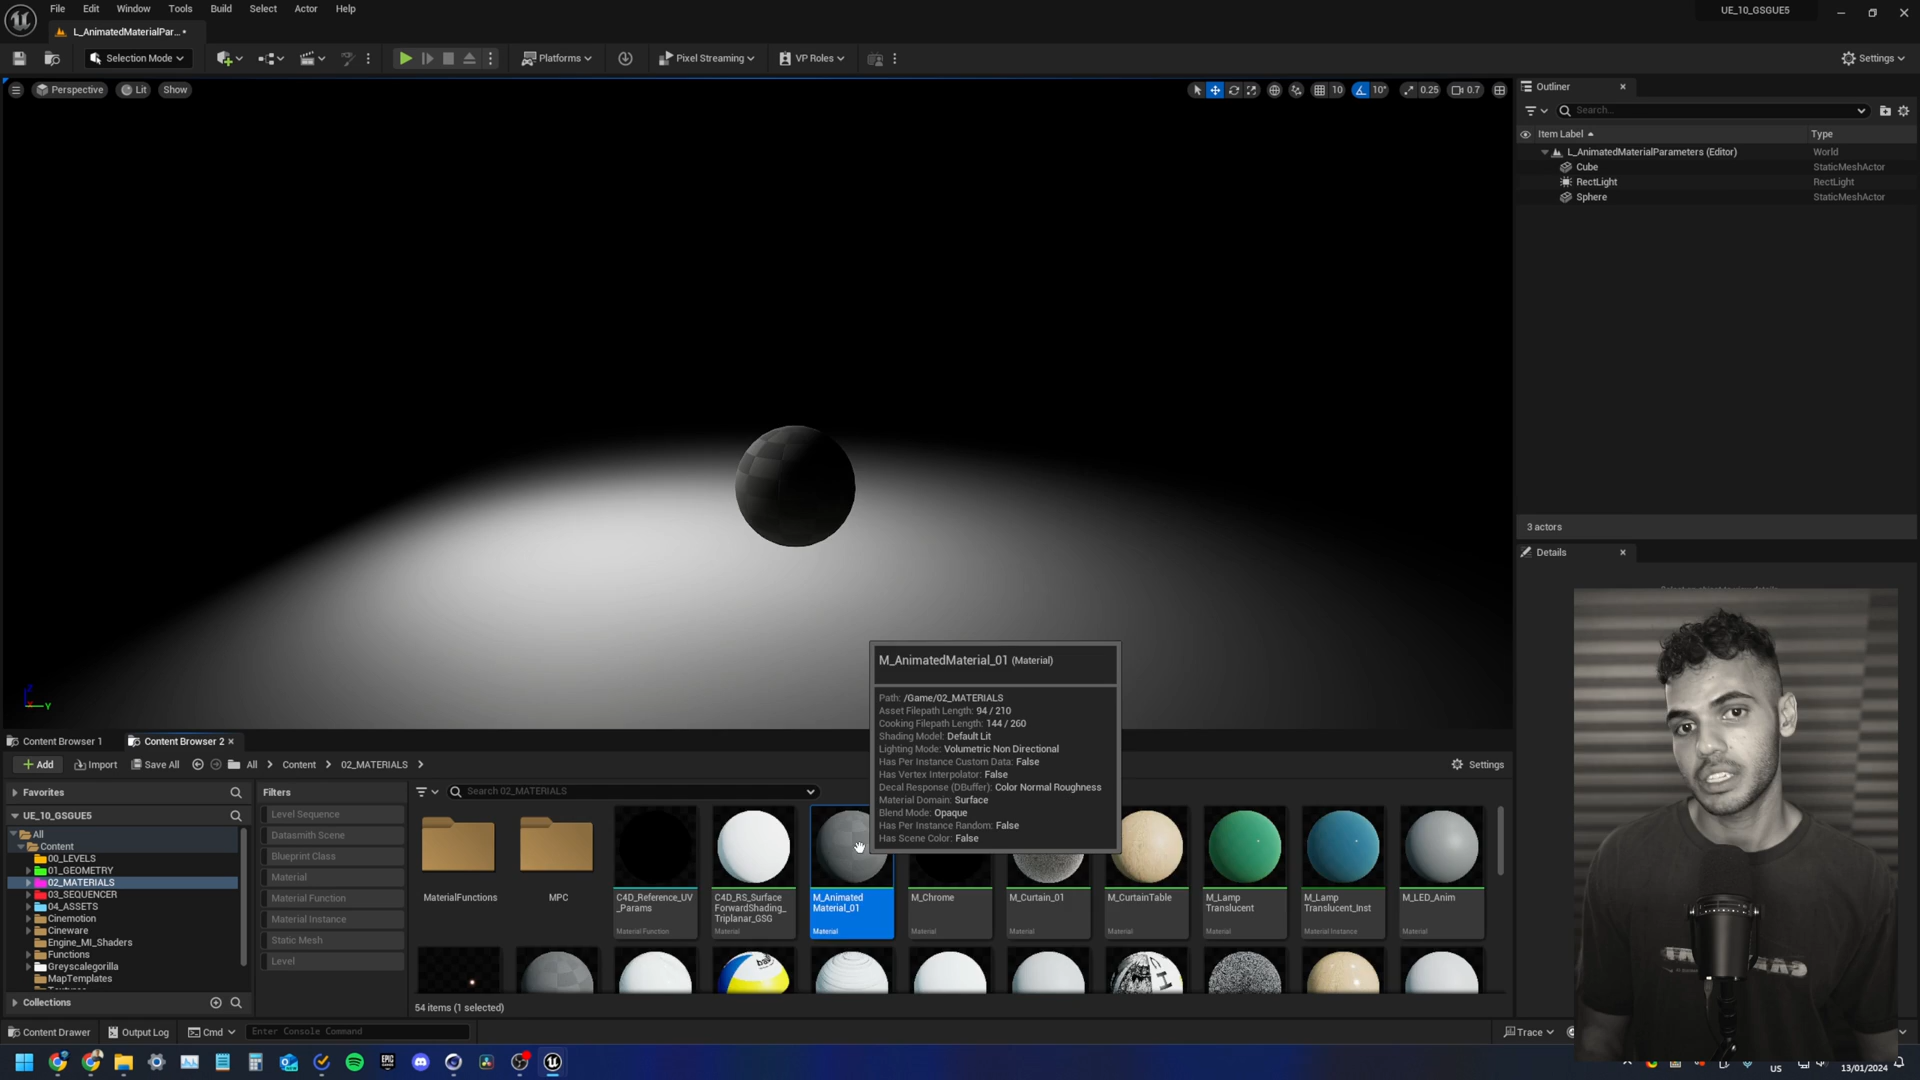 File Edit Window Tools Build Select Actor Help
UE_10_GSGUE5
L_AnimatedMaterialPar...•
Selection Mode
Platforms
Pixel Streaming
VP Roles
Settings
Perspective
Lit
Show
10
10°
0.25
0.7
Outliner
Search...
Item Label
Type
L_AnimatedMaterialParameters (Editor)
World
Cube
StaticMeshActor
RectLight
RectLight
Sphere
StaticMeshActor
3 actors
Details
Y
M_AnimatedMaterial_01 (Material)
Path: /Game/02_MATERIALS
Asset Filepath Length: 94 / 210
Cooking Filepath Length: 144 / 260
Shading Model: Default Lit
Lighting Mode: Volumetric Non Directional
Has Per Instance Custom Data: False
Has Vertex Interpolator: False
Decal Response (DBuffer): Color Normal Roughness
Material Domain: Surface
Blend Mode: Opaque
Has Per Instance Random: False
Has Scene Color: False
Content Browser 1
Content Browser 2
Add
Import
Save All
All
Content
02_MATERIALS
Settings
Favorites
Filters
Search 02_MATERIALS
UE_10_GSGUE5
All
Content
00_LEVELS
01_GEOMETRY
02_MATERIALS
03_SEQUENCER
04_ASSETS
Cinemotion
Cineware
Engine_MI_Shaders
Functions
Greyscalegorilla
MapTemplates
Collections
Level Sequence
Datasmith Scene
Blueprint Class
Material
Material Function
Material Instance
Static Mesh
Level
MaterialFunctions
MPC
C4D_Reference_UV
_Params
Material Function
C4D_RS_Surface
ForwardShading_
Triplanar_GSG
Material
M_Animated
Material_01
Material
M_Chrome
Material
M_Curtain_01
Material
M_CurtainTable
Material
M_Lamp
Translucent
Material
M_Lamp
Translucent_Inst
Material Instance
M_LED_Anim
Material
54 items (1 selected)
Content Drawer
Output Log
Cmd
Enter Console Command
Trace
EPIC
US
13/01/2024